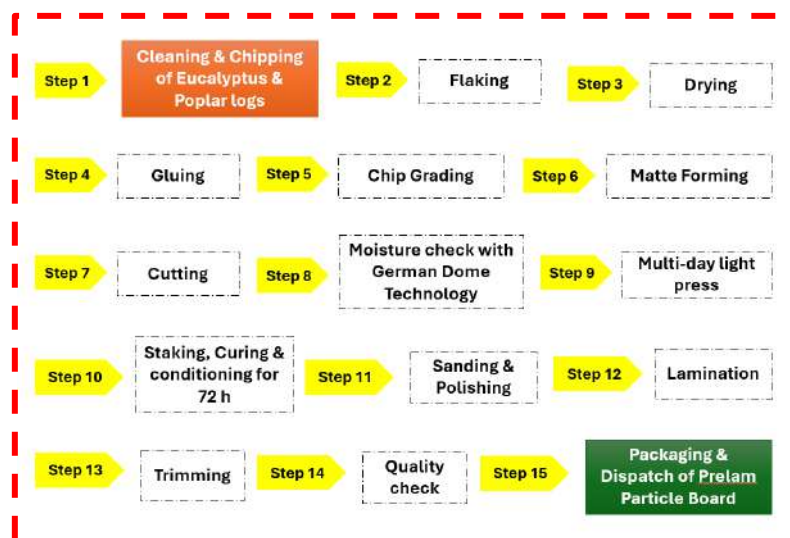 Step 1
Cleaning & Chipping
of Eucalyptus &
Poplar logs
Step 2
Flaking
Step 3
Drying
Step 4
Gluing
Step 5
Chip Grading
Step 6
Matte Forming
Step 7
Cutting
Step 8
Moisture check with
German Dome
Technology
Step 9
Multi-day light
press
Step 10
Staking, Curing &
conditioning for
72 h
Step 11
Sanding &
Polishing
Step 12
Lamination
Step 13
Trimming
Step 14
Quality
check
Step 15
Packaging &
Dispatch of Prelam
Particle Board